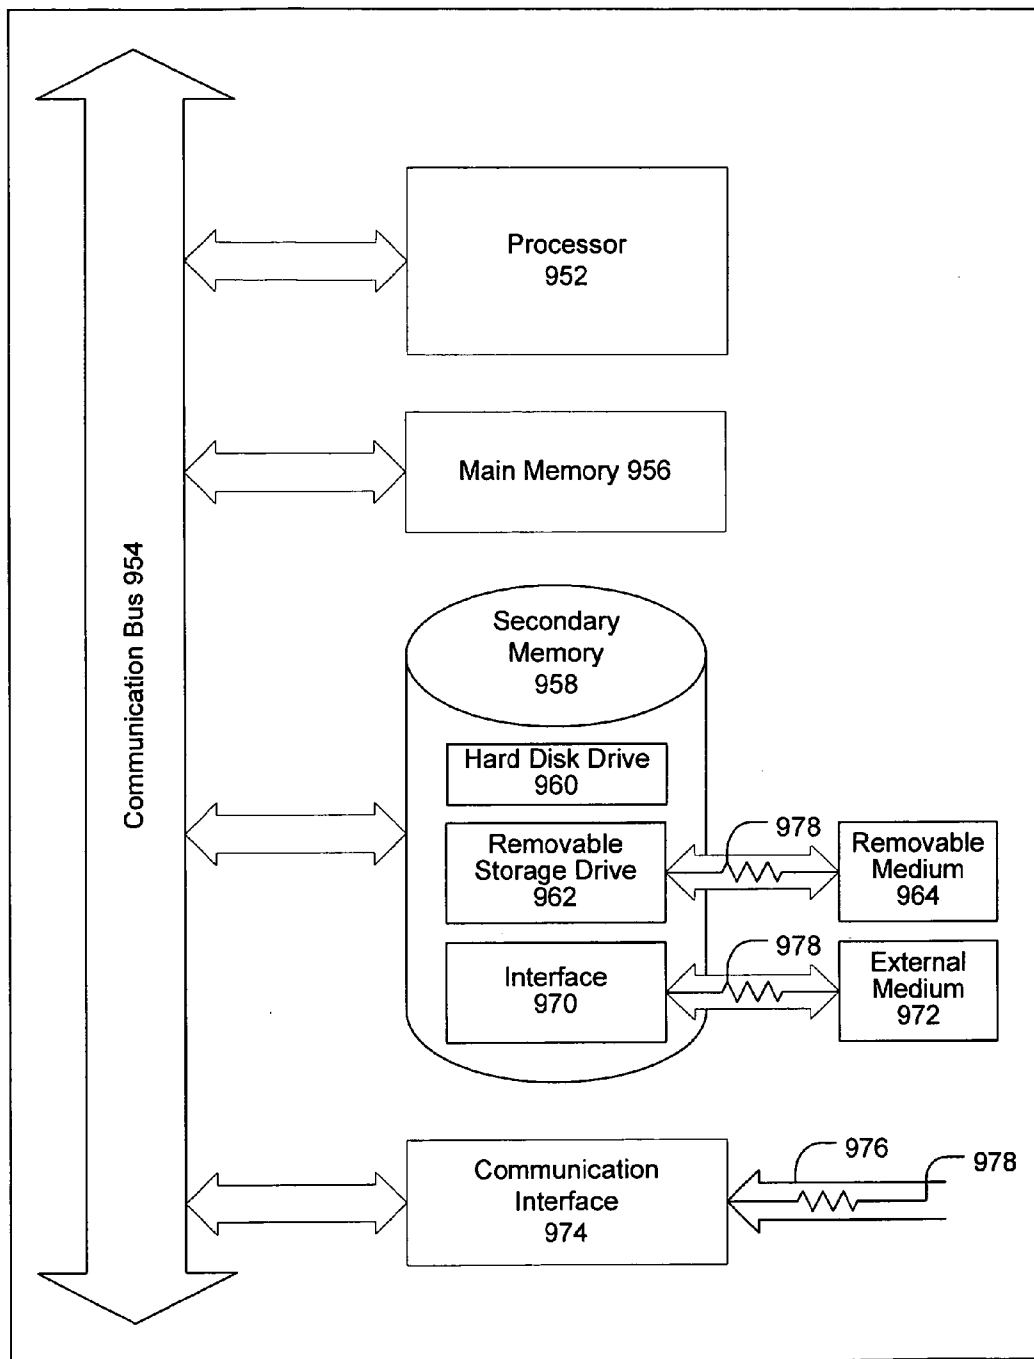 Communication Bus 954
Processor
952
Main Memory 956
Secondary
Memory
958
Hard Disk Drive
960
Removable
Storage Drive
962
978
Removable
Medium
964
Interface
970
978
External
Medium
972
Communication
Interface
974
976
978